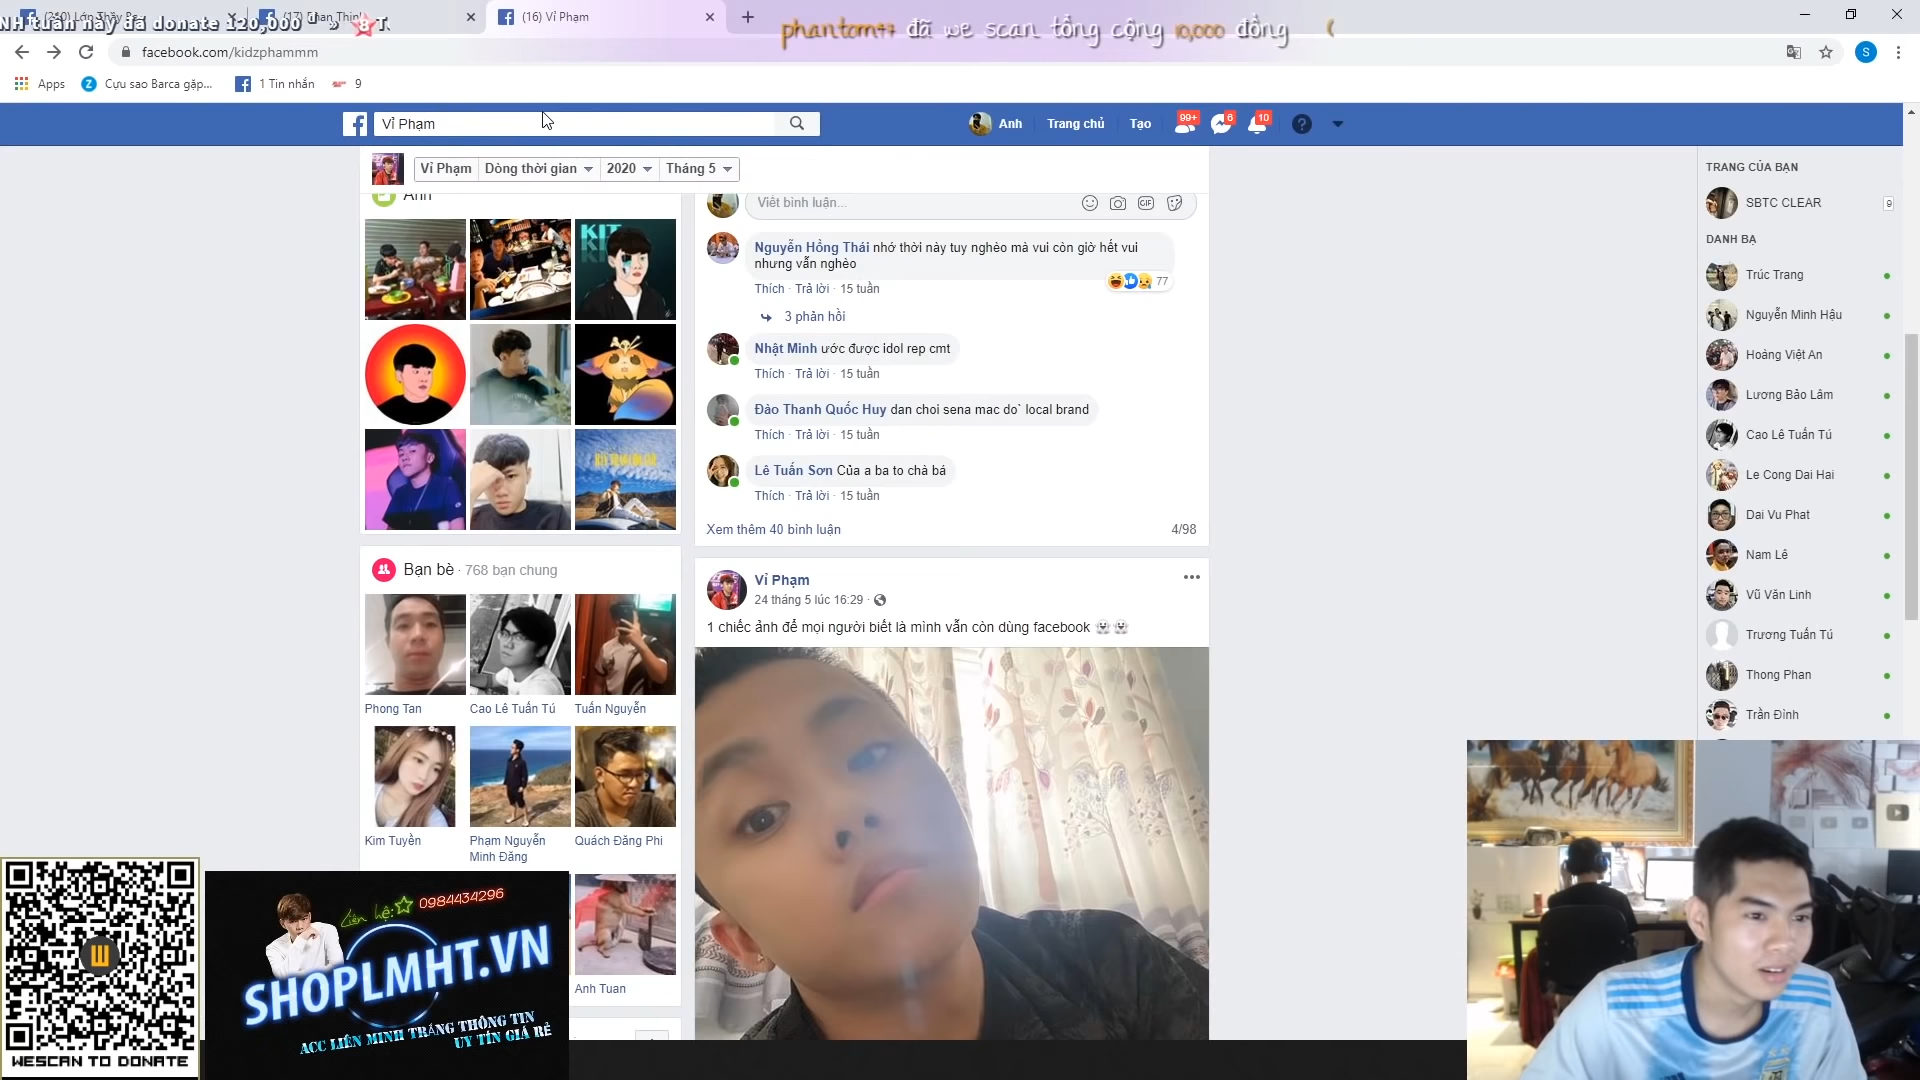 NH tuần này đã donate 120,000 đ » 8 T.
(16) Vỉ Phạm
phantom77 đã we scan tổng cộng 10,000 đồng
facebook.com/kidzphammm
S
Apps
Cựu sao Barca gặp...
1 Tin nhắn
9
Vỉ Phạm
Anh
Trang chủ
Tạo
99+
6
10
Vỉ Phạm
Dòng thời gian
2020
Tháng 5
Ảnh
KIT
Viết bình luận...
GIF
Nguyễn Hồng Thái nhớ thời này tuy nghèo mà vui còn giờ hết vui
nhưng vẫn nghèo
77
Thích · Trả lời · 15 tuần
3 phản hồi
Nhật Minh ước được idol rep cmt
Thích · Trả lời · 15 tuần
Đào Thanh Quốc Huy dan choi sena mac do` local brand
Thích · Trả lời · 15 tuần
Lê Tuấn Sơn Của a ba to chà bá
Thích · Trả lời · 15 tuần
Xem thêm 40 bình luận
4/98
Bạn bè · 768 bạn chung
Phong Tan
Cao Lê Tuấn Tú
Tuấn Nguyễn
Kim Tuyền
Phạm Nguyễn
Minh Đăng
Quách Đăng Phi
Anh Tuan
Vỉ Phạm
24 tháng 5 lúc 16:29 ·
1 chiếc ảnh để mọi người biết là mình vẫn còn dùng facebook
TRANG CỦA BẠN
SBTC CLEAR
9
DANH BẠ
Trúc Trang
Nguyễn Minh Hậu
Hoàng Việt An
Lương Bảo Lâm
Cao Lê Tuấn Tú
Le Cong Dai Hai
Dai Vu Phat
Nam Lê
Vũ Văn Linh
Trương Tuấn Tú
Thong Phan
Trần Đình
WESCAN TO DONATE
Liên hệ: 0984434296
SHOPLMHT.VN
ACC LIÊN MINH TRẮNG THÔNG TIN
UY TÍN GIÁ RẺ